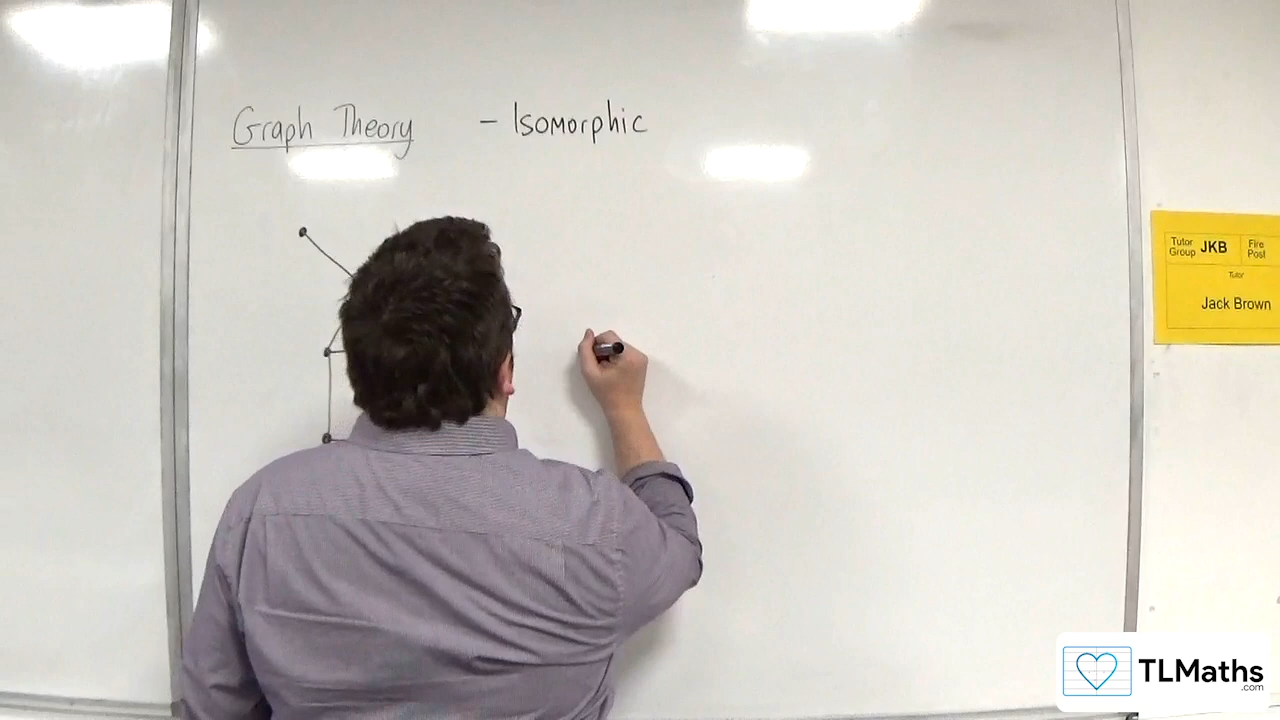 Graph Theory - Isomorphic
Tutor Group JKB Fire Post
Tutor
Jack Brown
TLMaths
.com